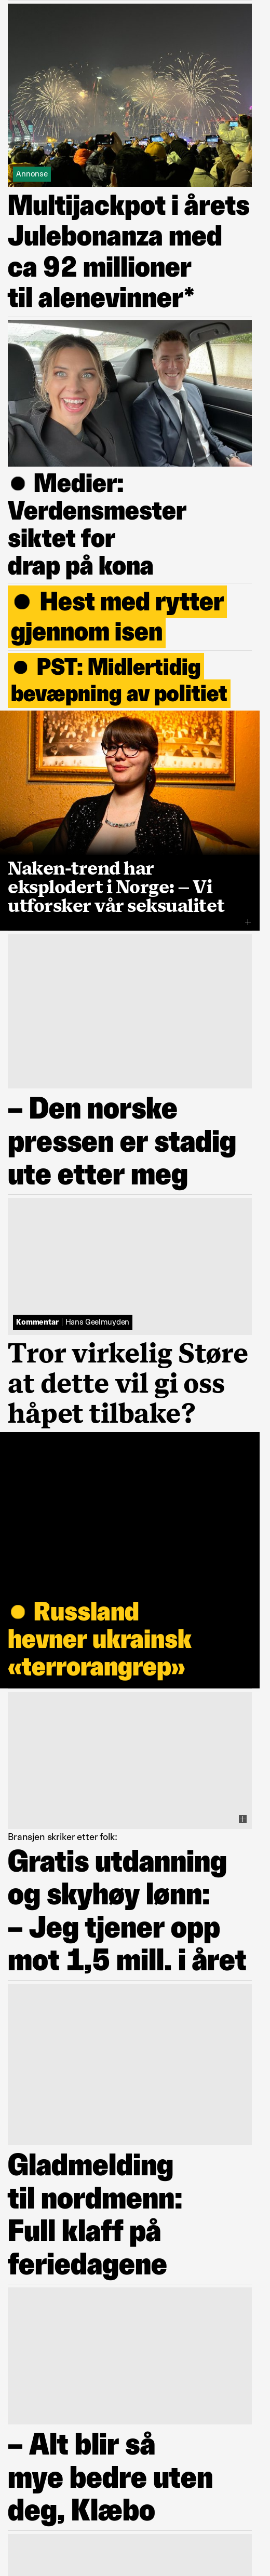 Annonse
Multijackpot i årets
Julebonanza med
ca 92 millioner
til alenevinner*
● Medier:
Verdensmester
siktet for
drap på kona
● Hest med rytter
gjennom isen
● PST: Midlertidig
bevæpning av politiet
Naken-trend har
eksplodert i Norge: – Vi
utforsker vår seksualitet
– Den norske
pressen er stadig
ute etter meg
Kommentar | Hans Geelmuyden
Tror virkelig Støre
at dette vil gi oss
håpet tilbake?
● Russland
hevner ukrainsk
«terrorangrep»
Bransjen skriker etter folk:
Gratis utdanning
og skyhøy lønn:
– Jeg tjener opp
mot 1,5 mill. i året
Gladmelding
til nordmenn:
Full klaff på
feriedagene
– Alt blir så
mye bedre uten
deg, Klæbo